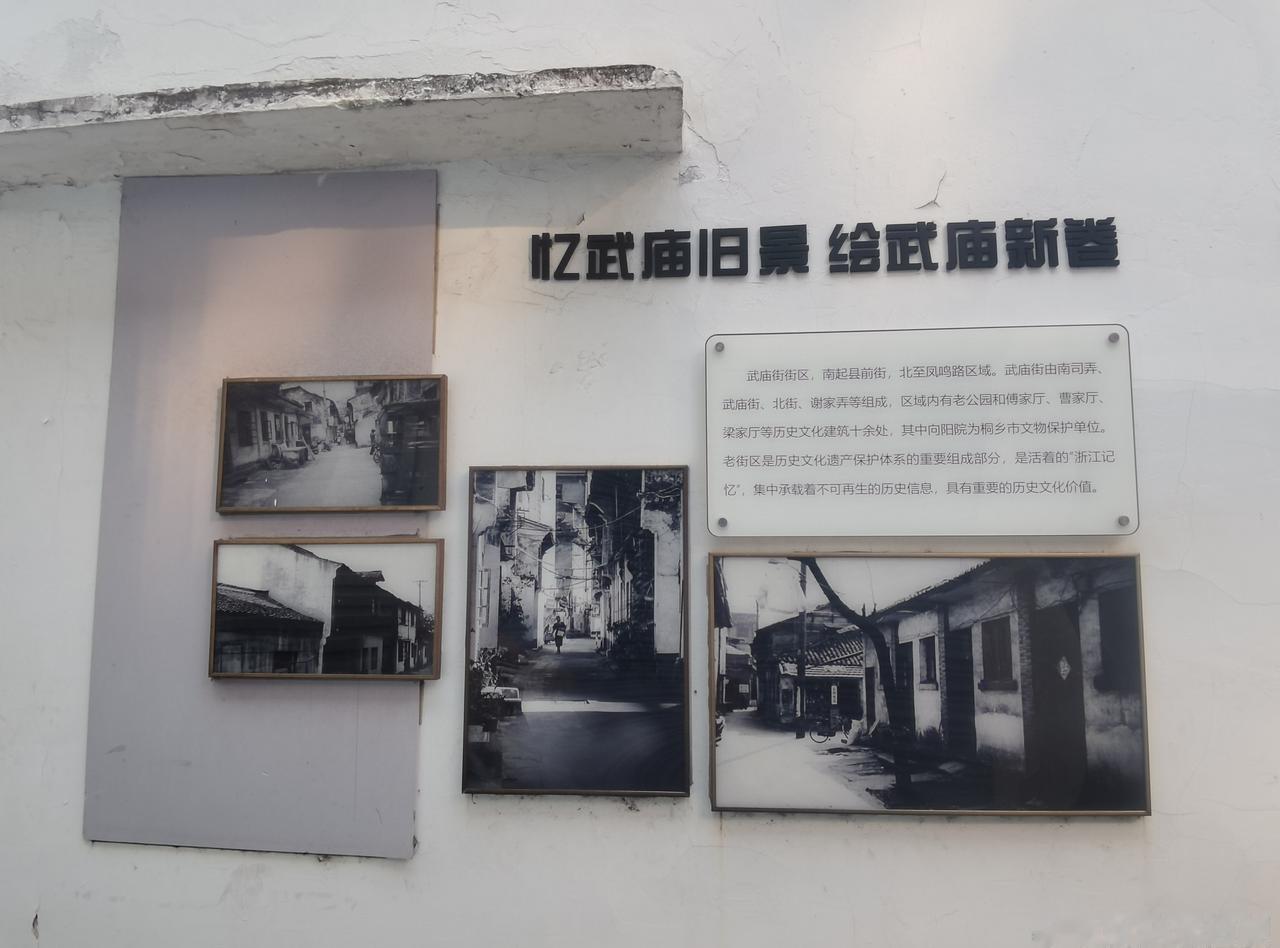 忆武庙旧景 绘武庙新卷
武庙街街区，南起县前街，北至凤鸣路区域。武庙街由南司弄、
武庙街、北街、谢家弄等组成，区域内有老公园和傅家厅、曹家厅、
梁家厅等历史文化建筑十余处，其中向阳院为桐乡市文物保护单位。
老街区是历史文化遗产保护体系的重要组成部分，是活着的“浙江记
忆”，集中承载着不可再生的历史信息，具有重要的历史文化价值。